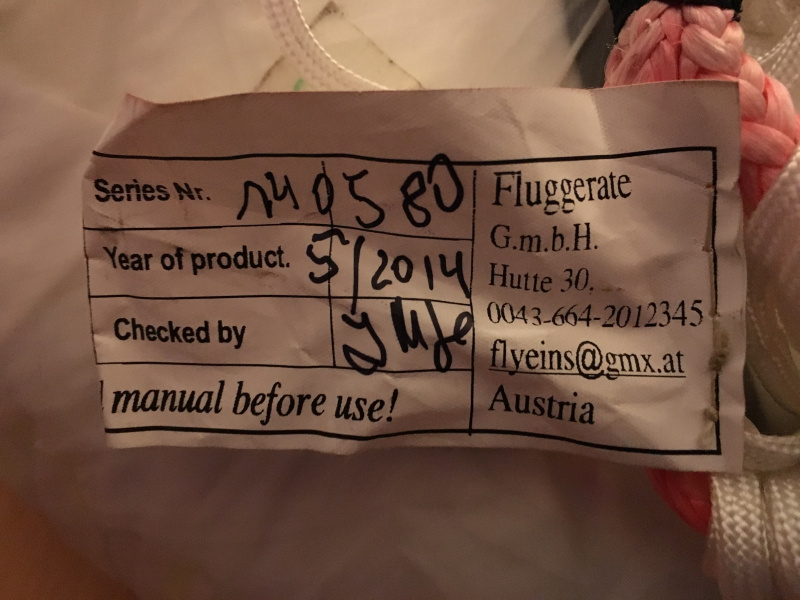 Series Nr. 140580
Year of product. 5/2014
Checked by
manual before use!
Fluggerate
G.m.b.H.
Hutte 30.
0043-664-2012345
flyeins@gmx.at
Austria